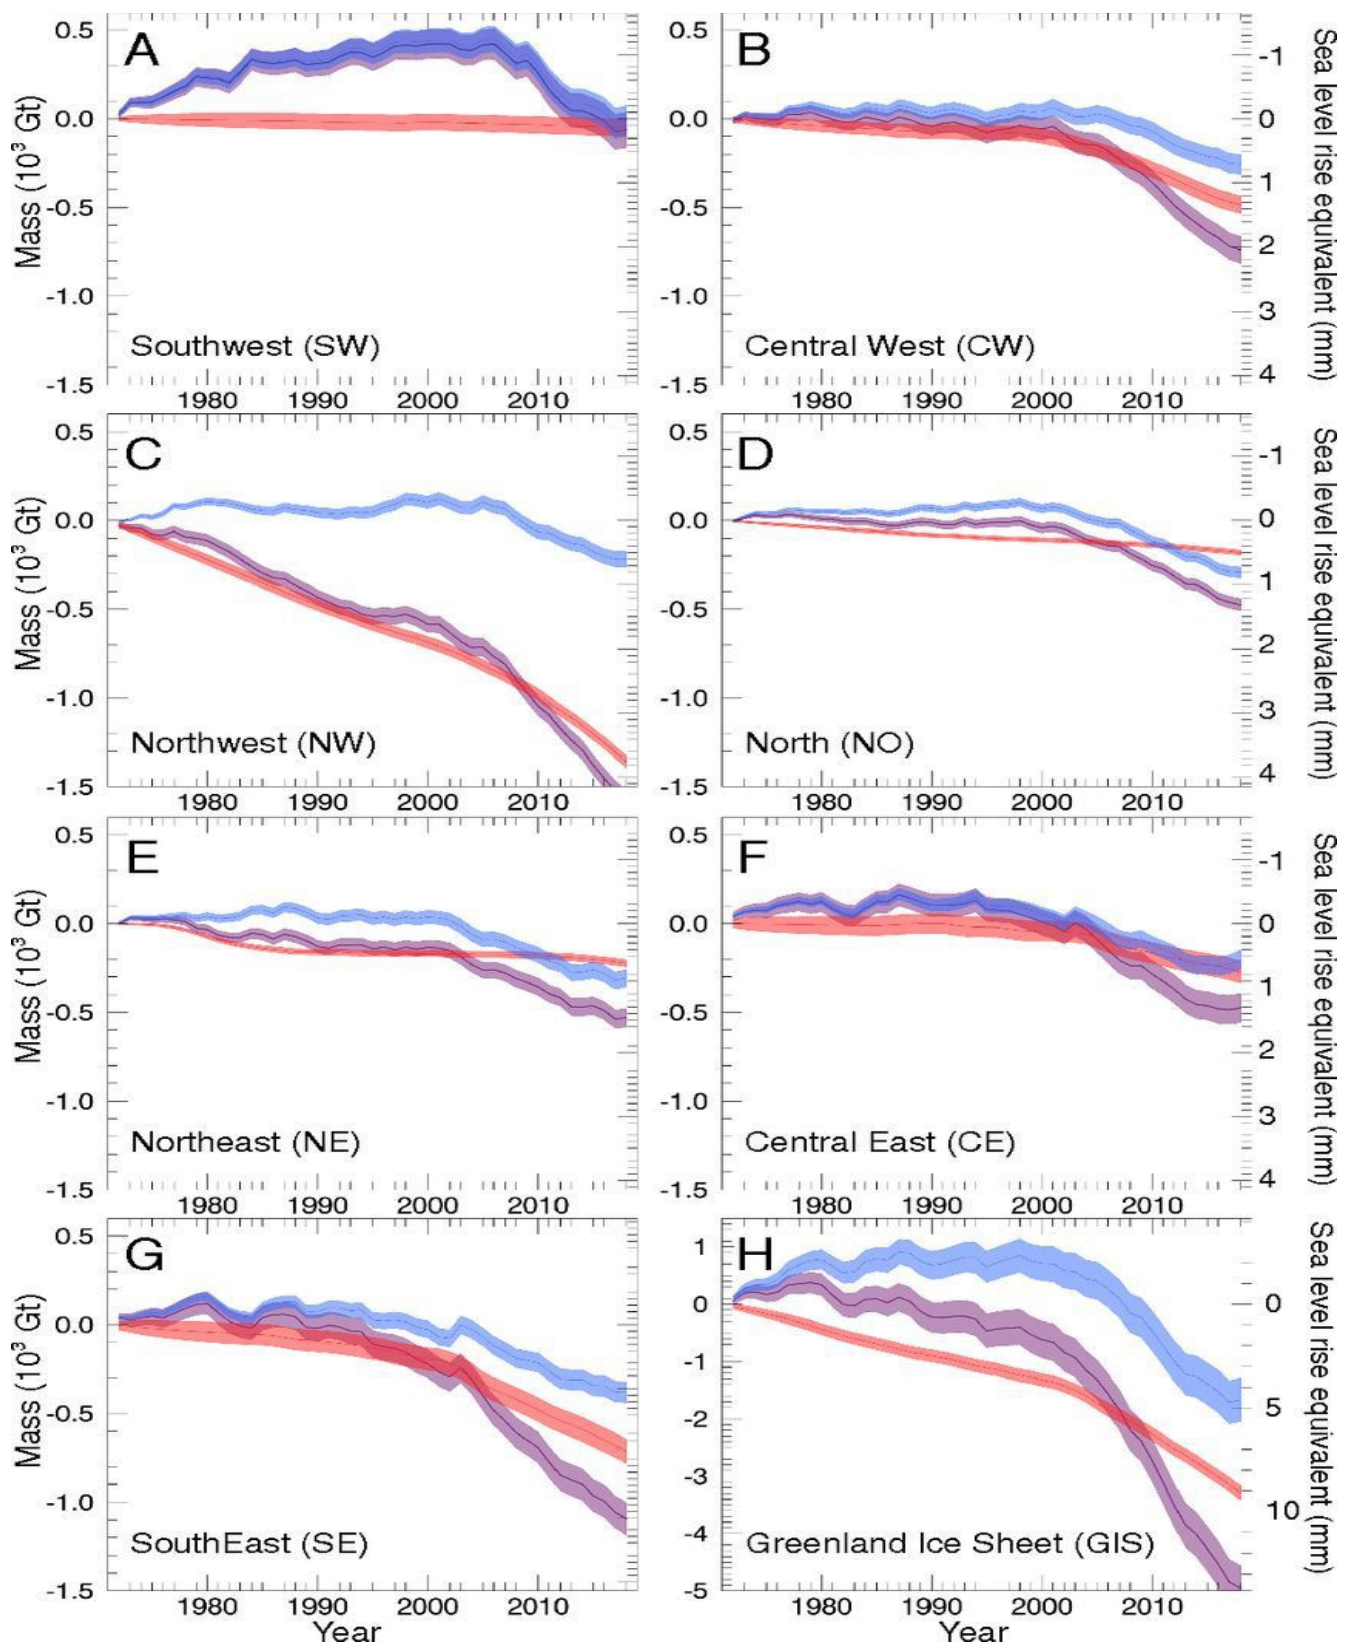 A
0.5
0.0
-0.5
-1.0
-1.5
Mass (10³ Gt)
Southwest (SW)
1980 1990 2000 2010
B
0.5
0.0
-0.5
-1.0
-1.5
-1
0
1
2
3
4
Sea level rise equivalent (mm)
Central West (CW)
1980 1990 2000 2010
C
0.5
0.0
-0.5
-1.0
-1.5
Mass (10³ Gt)
Northwest (NW)
1980 1990 2000 2010
D
0.5
0.0
-0.5
-1.0
-1.5
-1
0
1
2
3
4
Sea level rise equivalent (mm)
North (NO)
1980 1990 2000 2010
E
0.5
0.0
-0.5
-1.0
-1.5
Mass (10³ Gt)
Northeast (NE)
1980 1990 2000 2010
F
0.5
0.0
-0.5
-1.0
-1.5
-1
0
1
2
3
4
Sea level rise equivalent (mm)
Central East (CE)
1980 1990 2000 2010
G
0.5
0.0
-0.5
-1.0
-1.5
Mass (10³ Gt)
SouthEast (SE)
1980 1990 2000 2010
Year
H
1
0
-1
-2
-3
-4
-5
0
5
10
Sea level rise equivalent (mm)
Greenland Ice Sheet (GIS)
1980 1990 2000 2010
Year